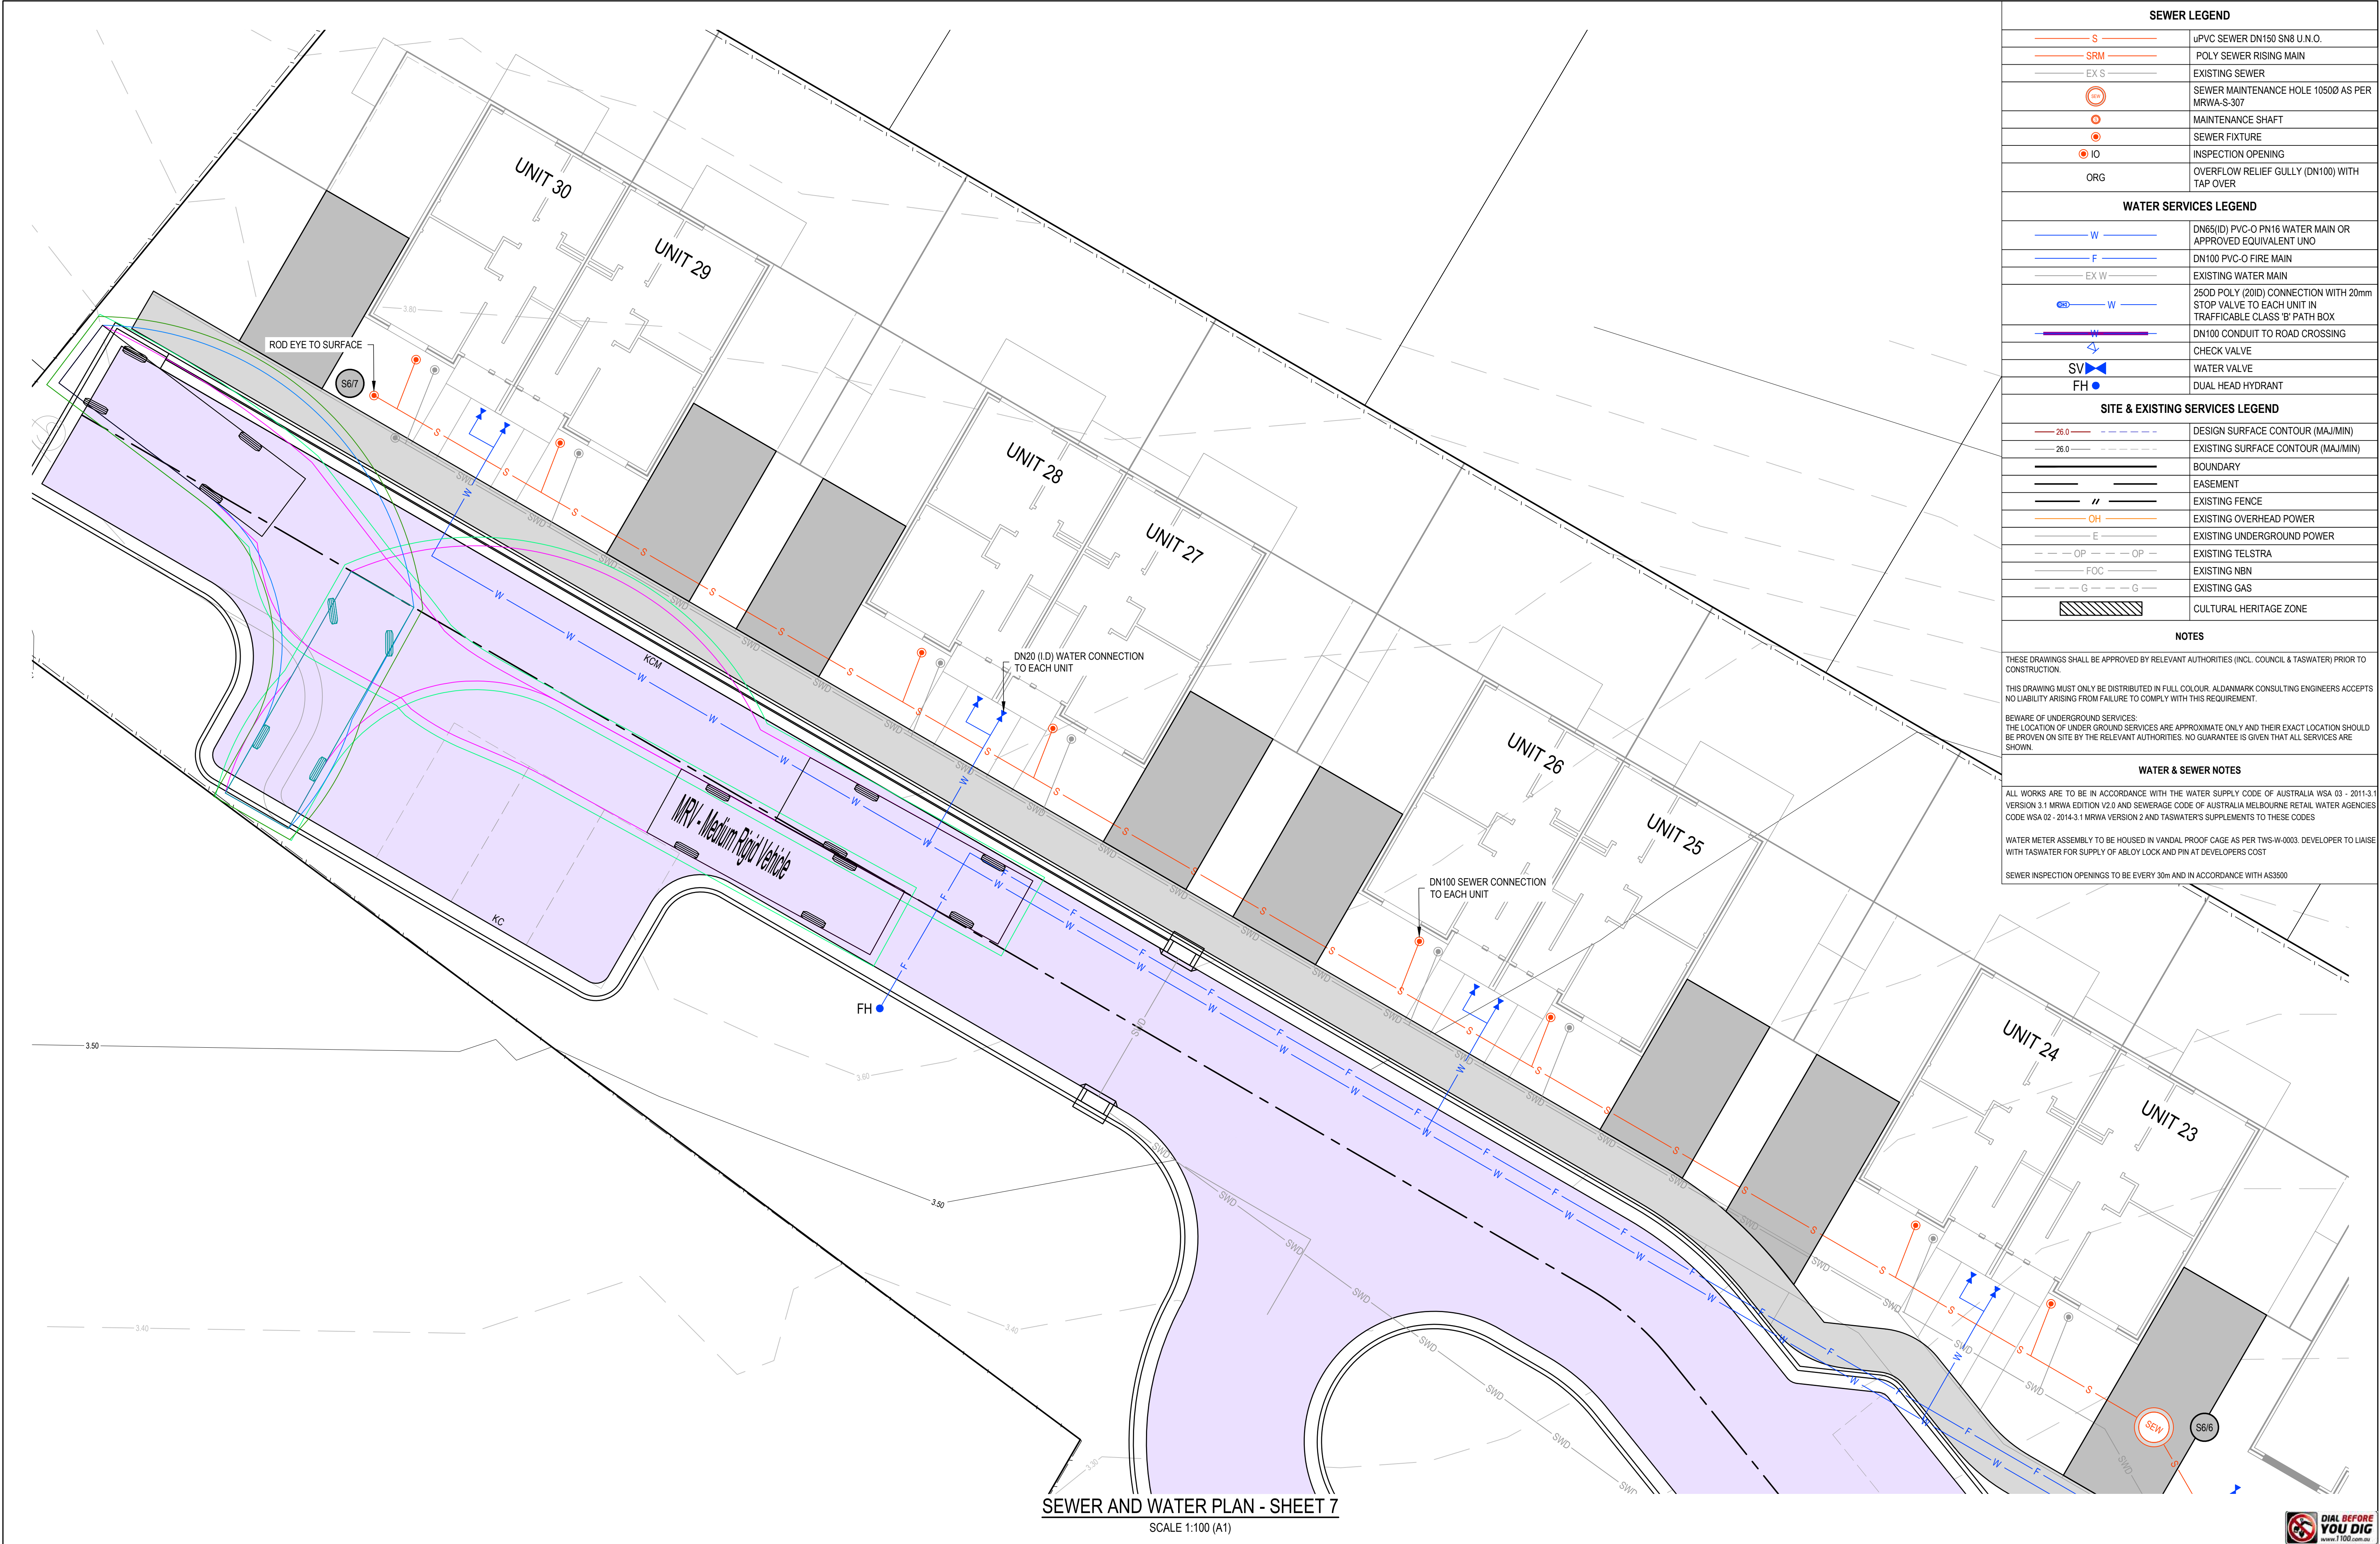 UNIT 30
UNIT 29
UNIT 28
UNIT 27
UNIT 26
UNIT 25
UNIT 24
UNIT 23
ROD EYE TO SURFACE
S6/7
3.80
DN20 (I.D) WATER CONNECTION
TO EACH UNIT
DN100 SEWER CONNECTION
TO EACH UNIT
KCM
KC
MRV - Medium Rigid Vehicle
FH
3.50
3.60
3.50
3.40
3.40
3.30
SEW
S6/6
S
W
F
SWD
SEWER AND WATER PLAN - SHEET 7
SCALE 1:100 (A1)
SEWER LEGEND
S uPVC SEWER DN150 SN8 U.N.O.
SRM POLY SEWER RISING MAIN
EX S EXISTING SEWER
SEW SEWER MAINTENANCE HOLE 1050Ø AS PER
MRWA-S-307
MAINTENANCE SHAFT
SEWER FIXTURE
IO INSPECTION OPENING
ORG OVERFLOW RELIEF GULLY (DN100) WITH
TAP OVER
WATER SERVICES LEGEND
W DN65(ID) PVC-O PN16 WATER MAIN OR
APPROVED EQUIVALENT UNO
F DN100 PVC-O FIRE MAIN
EX W EXISTING WATER MAIN
W 25OD POLY (20ID) CONNECTION WITH 20mm
STOP VALVE TO EACH UNIT IN
TRAFFICABLE CLASS 'B' PATH BOX
W DN100 CONDUIT TO ROAD CROSSING
CHECK VALVE
SV WATER VALVE
FH DUAL HEAD HYDRANT
SITE & EXISTING SERVICES LEGEND
26.0 DESIGN SURFACE CONTOUR (MAJ/MIN)
26.0 EXISTING SURFACE CONTOUR (MAJ/MIN)
BOUNDARY
EASEMENT
EXISTING FENCE
OH EXISTING OVERHEAD POWER
E EXISTING UNDERGROUND POWER
OP OP EXISTING TELSTRA
FOC EXISTING NBN
G G EXISTING GAS
CULTURAL HERITAGE ZONE
NOTES
THESE DRAWINGS SHALL BE APPROVED BY RELEVANT AUTHORITIES (INCL. COUNCIL & TASWATER) PRIOR TO
CONSTRUCTION.
THIS DRAWING MUST ONLY BE DISTRIBUTED IN FULL COLOUR. ALDANMARK CONSULTING ENGINEERS ACCEPTS
NO LIABILITY ARISING FROM FAILURE TO COMPLY WITH THIS REQUIREMENT.
BEWARE OF UNDERGROUND SERVICES:
THE LOCATION OF UNDER GROUND SERVICES ARE APPROXIMATE ONLY AND THEIR EXACT LOCATION SHOULD
BE PROVEN ON SITE BY THE RELEVANT AUTHORITIES. NO GUARANTEE IS GIVEN THAT ALL SERVICES ARE
SHOWN.
WATER & SEWER NOTES
ALL WORKS ARE TO BE IN ACCORDANCE WITH THE WATER SUPPLY CODE OF AUSTRALIA WSA 03 - 2011-3.1
VERSION 3.1 MRWA EDITION V2.0 AND SEWERAGE CODE OF AUSTRALIA MELBOURNE RETAIL WATER AGENCIES
CODE WSA 02 - 2014-3.1 MRWA VERSION 2 AND TASWATER'S SUPPLEMENTS TO THESE CODES
WATER METER ASSEMBLY TO BE HOUSED IN VANDAL PROOF CAGE AS PER TWS-W-0003. DEVELOPER TO LIAISE
WITH TASWATER FOR SUPPLY OF ABLOY LOCK AND PIN AT DEVELOPERS COST
SEWER INSPECTION OPENINGS TO BE EVERY 30m AND IN ACCORDANCE WITH AS3500
DIAL BEFORE
YOU DIG
www.1100.com.au